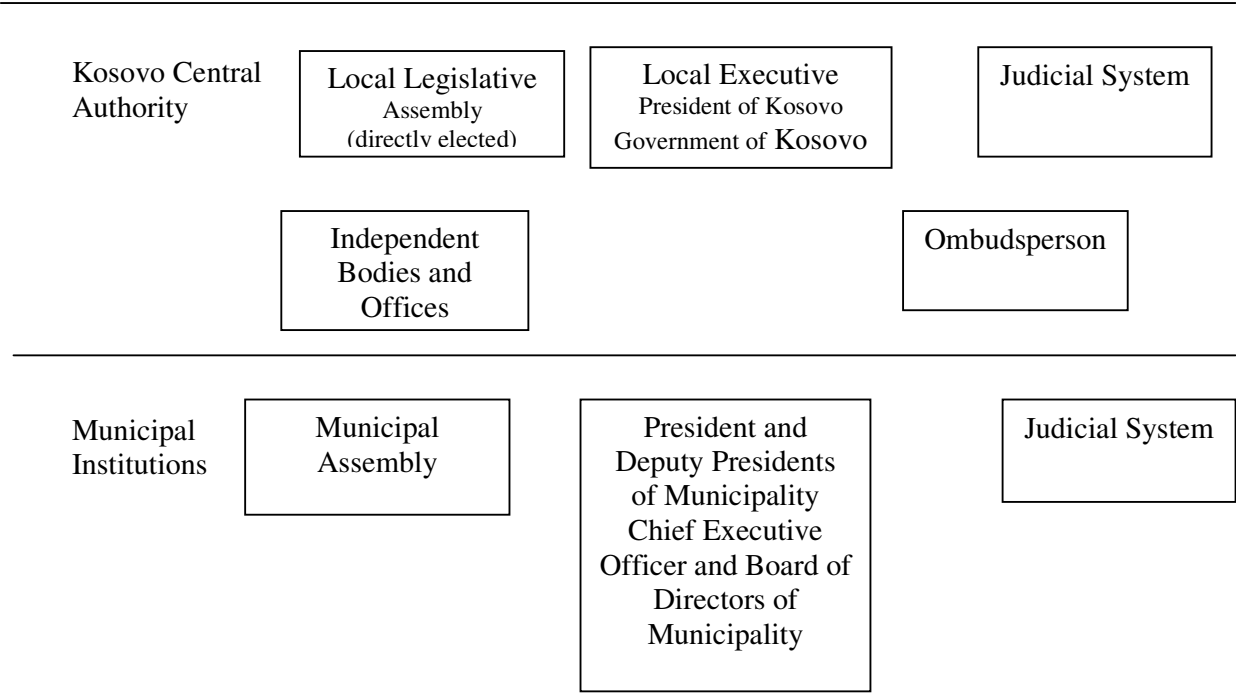 Kosovo Central
Authority
Local Legislative
Assembly
(directly elected)
Local Executive
President of Kosovo
Government of Kosovo
Judicial System
Independent
Bodies and
Offices
Ombudsperson
Municipal
Institutions
Municipal
Assembly
President and
Deputy Presidents
of Municipality
Chief Executive
Officer and Board of
Directors of
Municipality
Judicial System